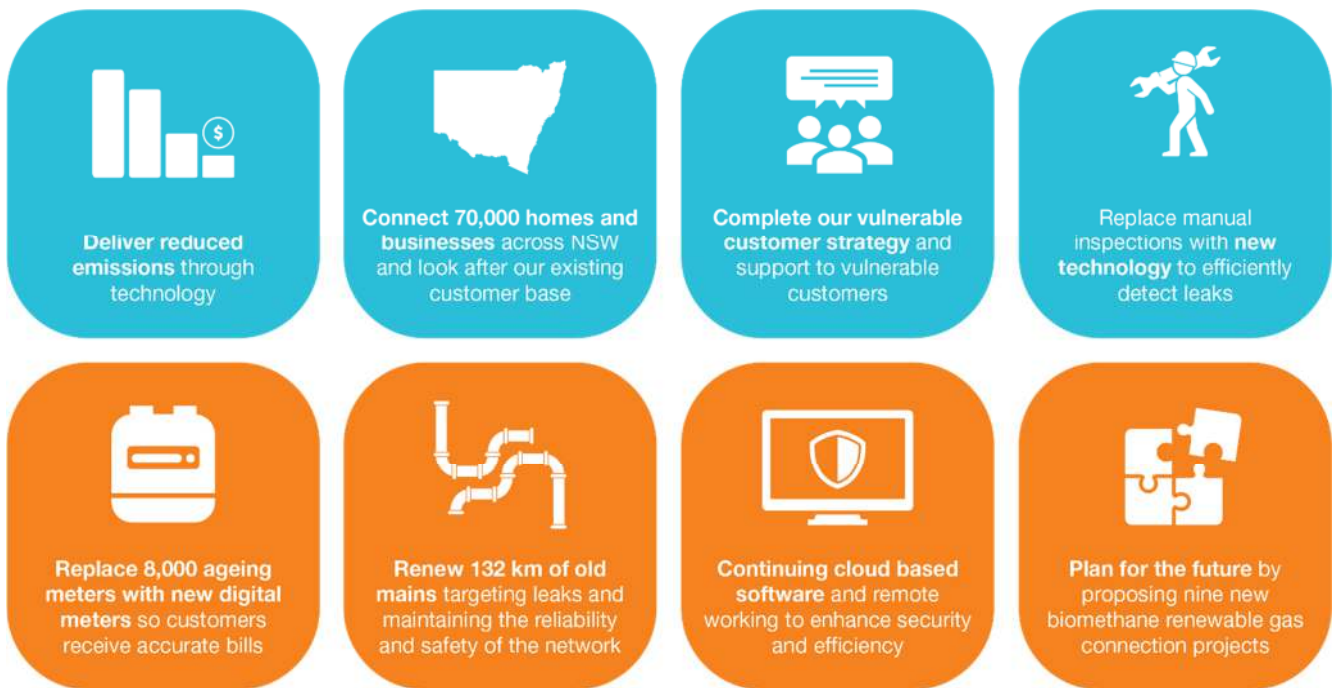 $
Deliver reduced
emissions through
technology
Connect 70,000 homes and
businesses across NSW
and look after our existing
customer base
Complete our vulnerable
customer strategy and
support to vulnerable
customers
Replace manual
inspections with new
technology to efficiently
detect leaks
Replace 8,000 ageing
meters with new digital
meters so customers
receive accurate bills
Renew 132 km of old
mains targeting leaks and
maintaining the reliability
and safety of the network
Continuing cloud based
software and remote
working to enhance security
and efficiency
Plan for the future by
proposing nine new
biomethane renewable gas
connection projects